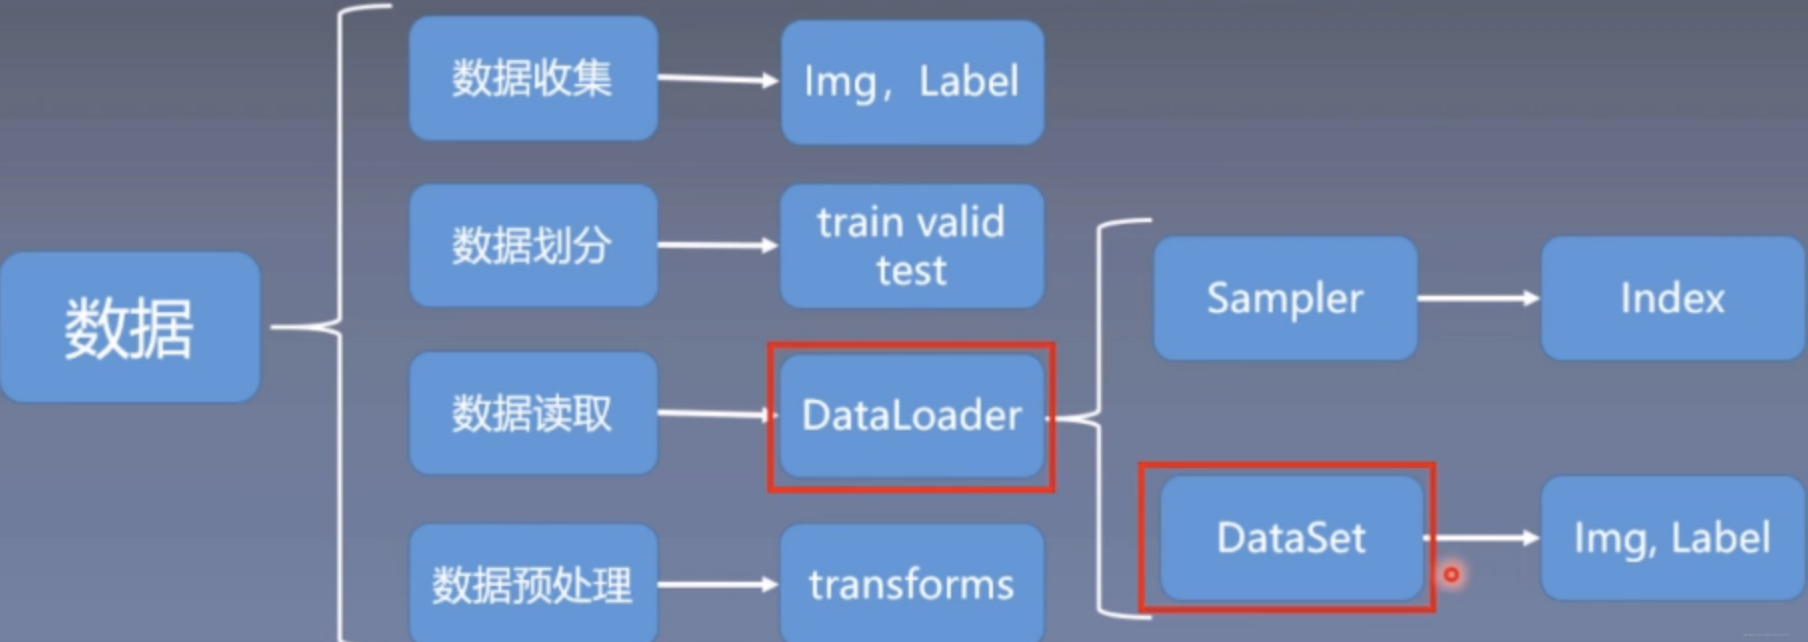 数据
数据收集
Img，Label
数据划分
train valid
test
数据读取
DataLoader
数据预处理
transforms
Sampler
Index
DataSet
Img, Label